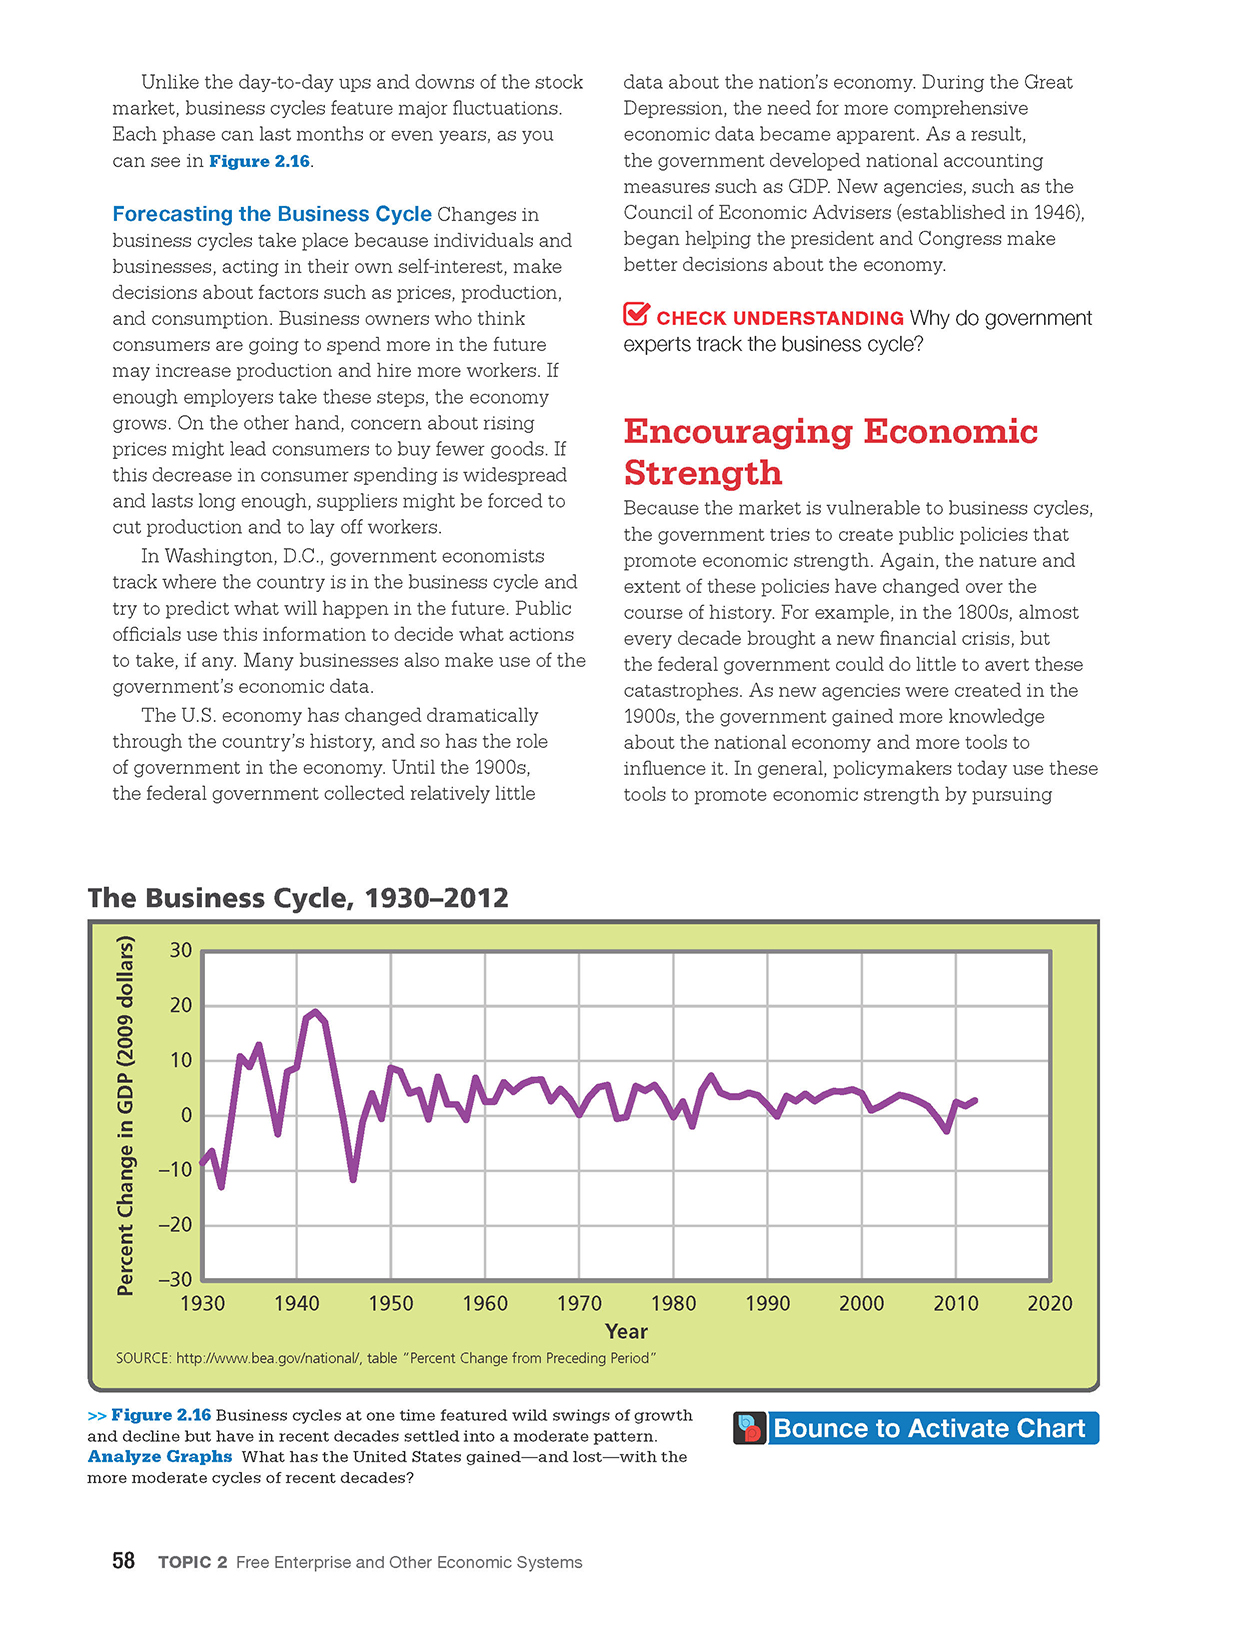 Unlike the day-to-day ups and downs of the stock
market, business cycles feature major fluctuations.
Each phase can last months or even years, as you
can see in Figure 2.16.
Forecasting the Business Cycle Changes in
business cycles take place because individuals and
businesses, acting in their own self-interest, make
decisions about factors such as prices, production,
and consumption. Business owners who think
consumers are going to spend more in the future
may increase production and hire more workers. If
enough employers take these steps, the economy
grows. On the other hand, concern about rising
prices might lead consumers to buy fewer goods. If
this decrease in consumer spending is widespread
and lasts long enough, suppliers might be forced to
cut production and to lay off workers.
In Washington, D.C., government economists
track where the country is in the business cycle and
try to predict what will happen in the future. Public
officials use this information to decide what actions
to take, if any. Many businesses also make use of the
government's economic data.
The U.S. economy has changed dramatically
through the country's history, and so has the role
of government in the economy. Until the 1900s,
the federal government collected relatively little
data about the nation's economy. During the Great
Depression, the need for more comprehensive
economic data became apparent. As a result,
the government developed national accounting
measures such as GDP. New agencies, such as the
Council of Economic Advisers (established in 1946),
began helping the president and Congress make
better decisions about the economy.
CHECK UNDERSTANDING Why do government
experts track the business cycle?
Encouraging Economic
Strength
Because the market is vulnerable to business cycles,
the government tries to create public policies that
promote economic strength. Again, the nature and
extent of these policies have changed over the
course of history. For example, in the 1800s, almost
every decade brought a new financial crisis, but
the federal government could do little to avert these
catastrophes. As new agencies were created in the
1900s, the government gained more knowledge
about the national economy and more tools to
influence it. In general, policymakers today use these
tools to promote economic strength by pursuing
The Business Cycle, 1930–2012
Percent Change in GDP (2009 dollars)
30
20
10
0
–10
–20
–30
1930 1940 1950 1960 1970 1980 1990 2000 2010 2020
Year
SOURCE: http://www.bea.gov/national/, table "Percent Change from Preceding Period"
>> Figure 2.16 Business cycles at one time featured wild swings of growth
and decline but have in recent decades settled into a moderate pattern.
Analyze Graphs What has the United States gained—and lost—with the
more moderate cycles of recent decades?
Bounce to Activate Chart
58 TOPIC 2 Free Enterprise and Other Economic Systems